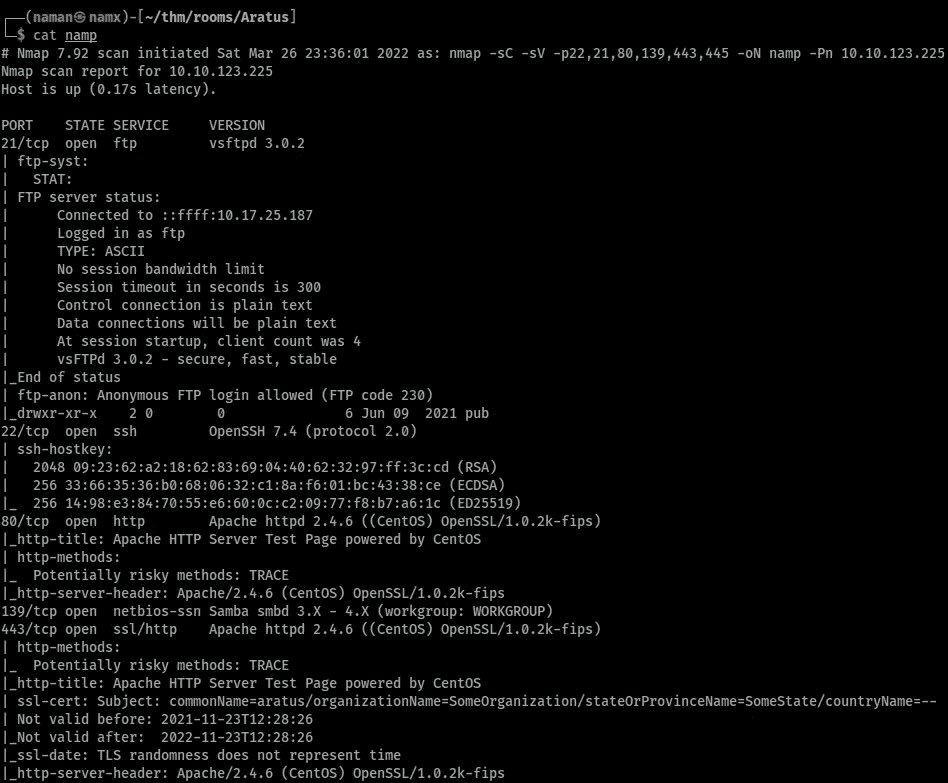 ┌──(naman㉿namx)-[~/thm/rooms/Aratus]
└─$ cat namp
# Nmap 7.92 scan initiated Sat Mar 26 23:36:01 2022 as: nmap -sC -sV -p22,21,80,139,443,445 -oN namp -Pn 10.10.123.225
Nmap scan report for 10.10.123.225
Host is up (0.17s latency).

PORT    STATE SERVICE     VERSION
21/tcp  open  ftp         vsftpd 3.0.2
| ftp-syst:
|   STAT:
| FTP server status:
|      Connected to ::ffff:10.17.25.187
|      Logged in as ftp
|      TYPE: ASCII
|      No session bandwidth limit
|      Session timeout in seconds is 300
|      Control connection is plain text
|      Data connections will be plain text
|      At session startup, client count was 4
|      vsFTPd 3.0.2 - secure, fast, stable
|_End of status
| ftp-anon: Anonymous FTP login allowed (FTP code 230)
|_drwxr-xr-x    2 0        0               6 Jun 09  2021 pub
22/tcp  open  ssh         OpenSSH 7.4 (protocol 2.0)
| ssh-hostkey:
|   2048 09:23:62:a2:18:62:83:69:04:40:62:32:97:ff:3c:cd (RSA)
|   256 33:66:35:36:b0:68:06:32:c1:8a:f6:01:bc:43:38:ce (ECDSA)
|_  256 14:98:e3:84:70:55:e6:60:0c:c2:09:77:f8:b7:a6:1c (ED25519)
80/tcp  open  http        Apache httpd 2.4.6 ((CentOS) OpenSSL/1.0.2k-fips)
|_http-title: Apache HTTP Server Test Page powered by CentOS
| http-methods:
|_  Potentially risky methods: TRACE
|_http-server-header: Apache/2.4.6 (CentOS) OpenSSL/1.0.2k-fips
139/tcp open  netbios-ssn Samba smbd 3.X - 4.X (workgroup: WORKGROUP)
443/tcp open  ssl/http    Apache httpd 2.4.6 ((CentOS) OpenSSL/1.0.2k-fips)
| http-methods:
|_  Potentially risky methods: TRACE
|_http-title: Apache HTTP Server Test Page powered by CentOS
| ssl-cert: Subject: commonName=aratus/organizationName=SomeOrganization/stateOrProvinceName=SomeState/countryName=--
| Not valid before: 2021-11-23T12:28:26
|_Not valid after:  2022-11-23T12:28:26
|_ssl-date: TLS randomness does not represent time
|_http-server-header: Apache/2.4.6 (CentOS) OpenSSL/1.0.2k-fips